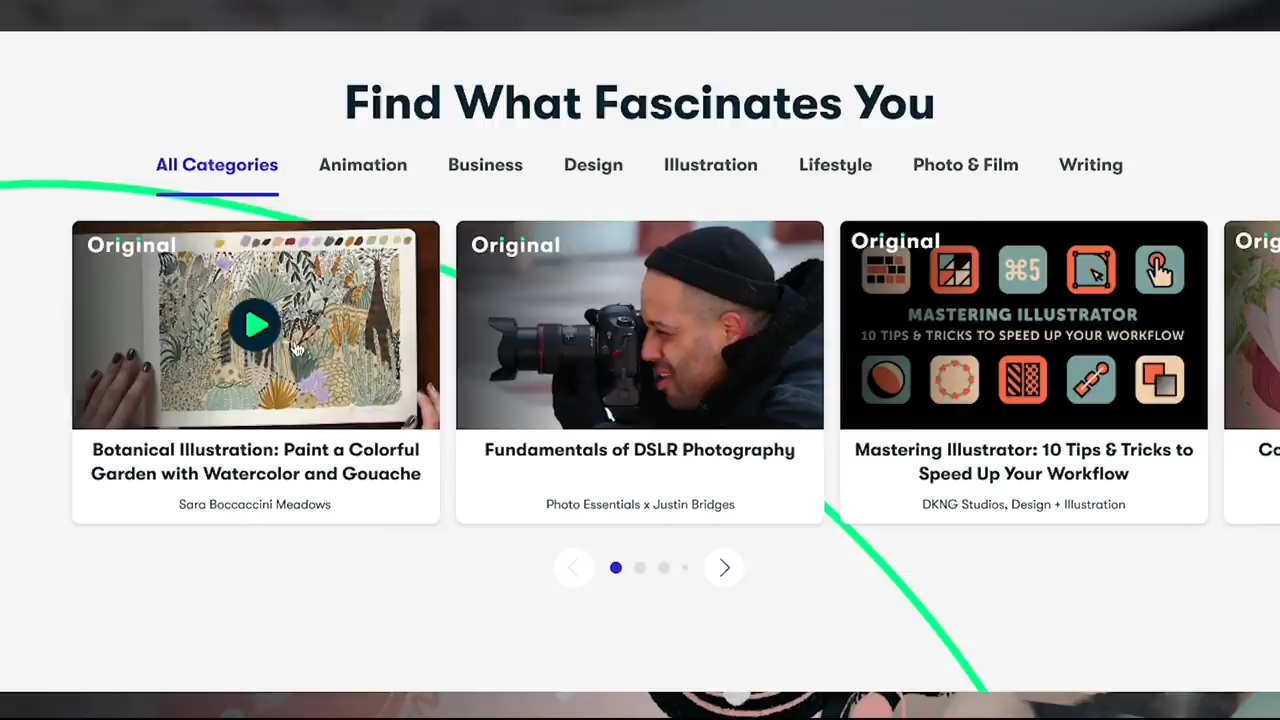 Find What Fascinates You
All Categories Animation Business Design Illustration Lifestyle Photo & Film Writing
Original
Original
Original
⌘5
MASTERING ILLUSTRATOR
10 TIPS & TRICKS TO SPEED UP YOUR WORKFLOW
Botanical Illustration: Paint a Colorful
Garden with Watercolor and Gouache
Sara Boccaccini Meadows
Fundamentals of DSLR Photography
Photo Essentials x Justin Bridges
Mastering Illustrator: 10 Tips & Tricks to
Speed Up Your Workflow
DKNG Studios, Design + Illustration